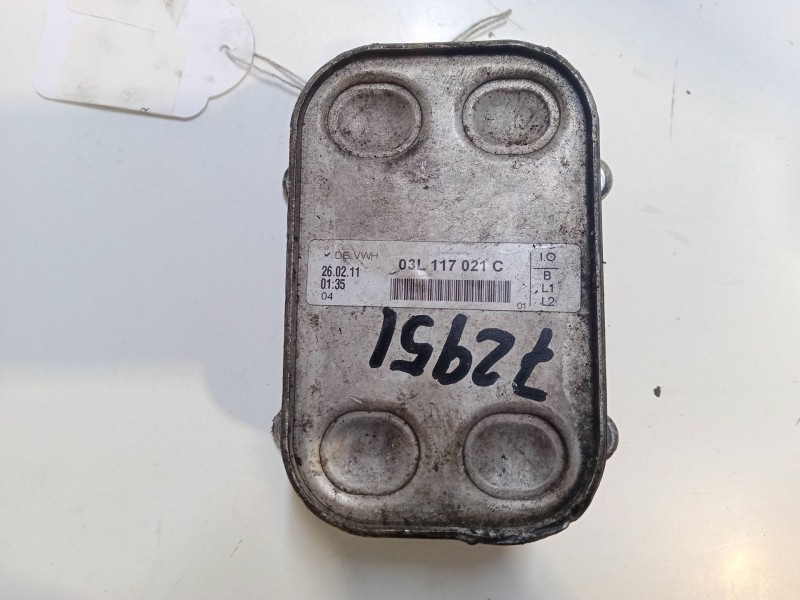 ✓ DE.VWH 03L 117 021 C I.O
26.02.11 B
01:35 L1
04 01 L2
72951